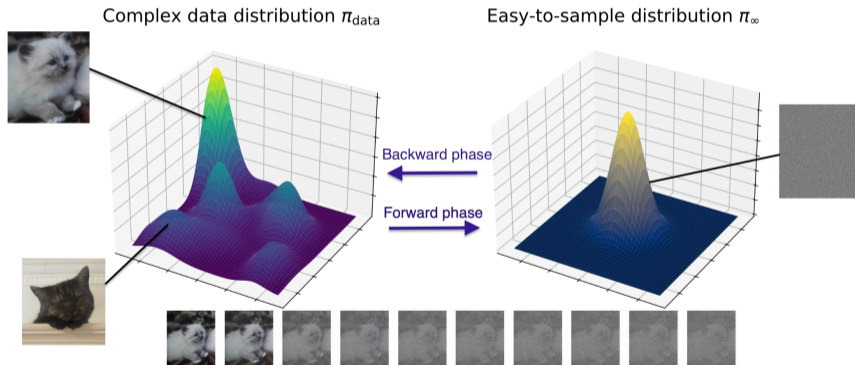 Complex data distribution π_data
Easy-to-sample distribution π_∞
Backward phase
Forward phase